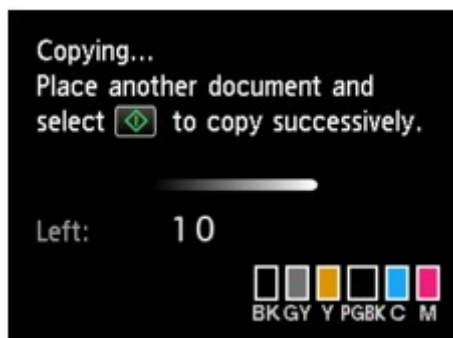 Copying...
Place another document and
select to copy successively.
Left: 10
BK GY Y PGBK C M